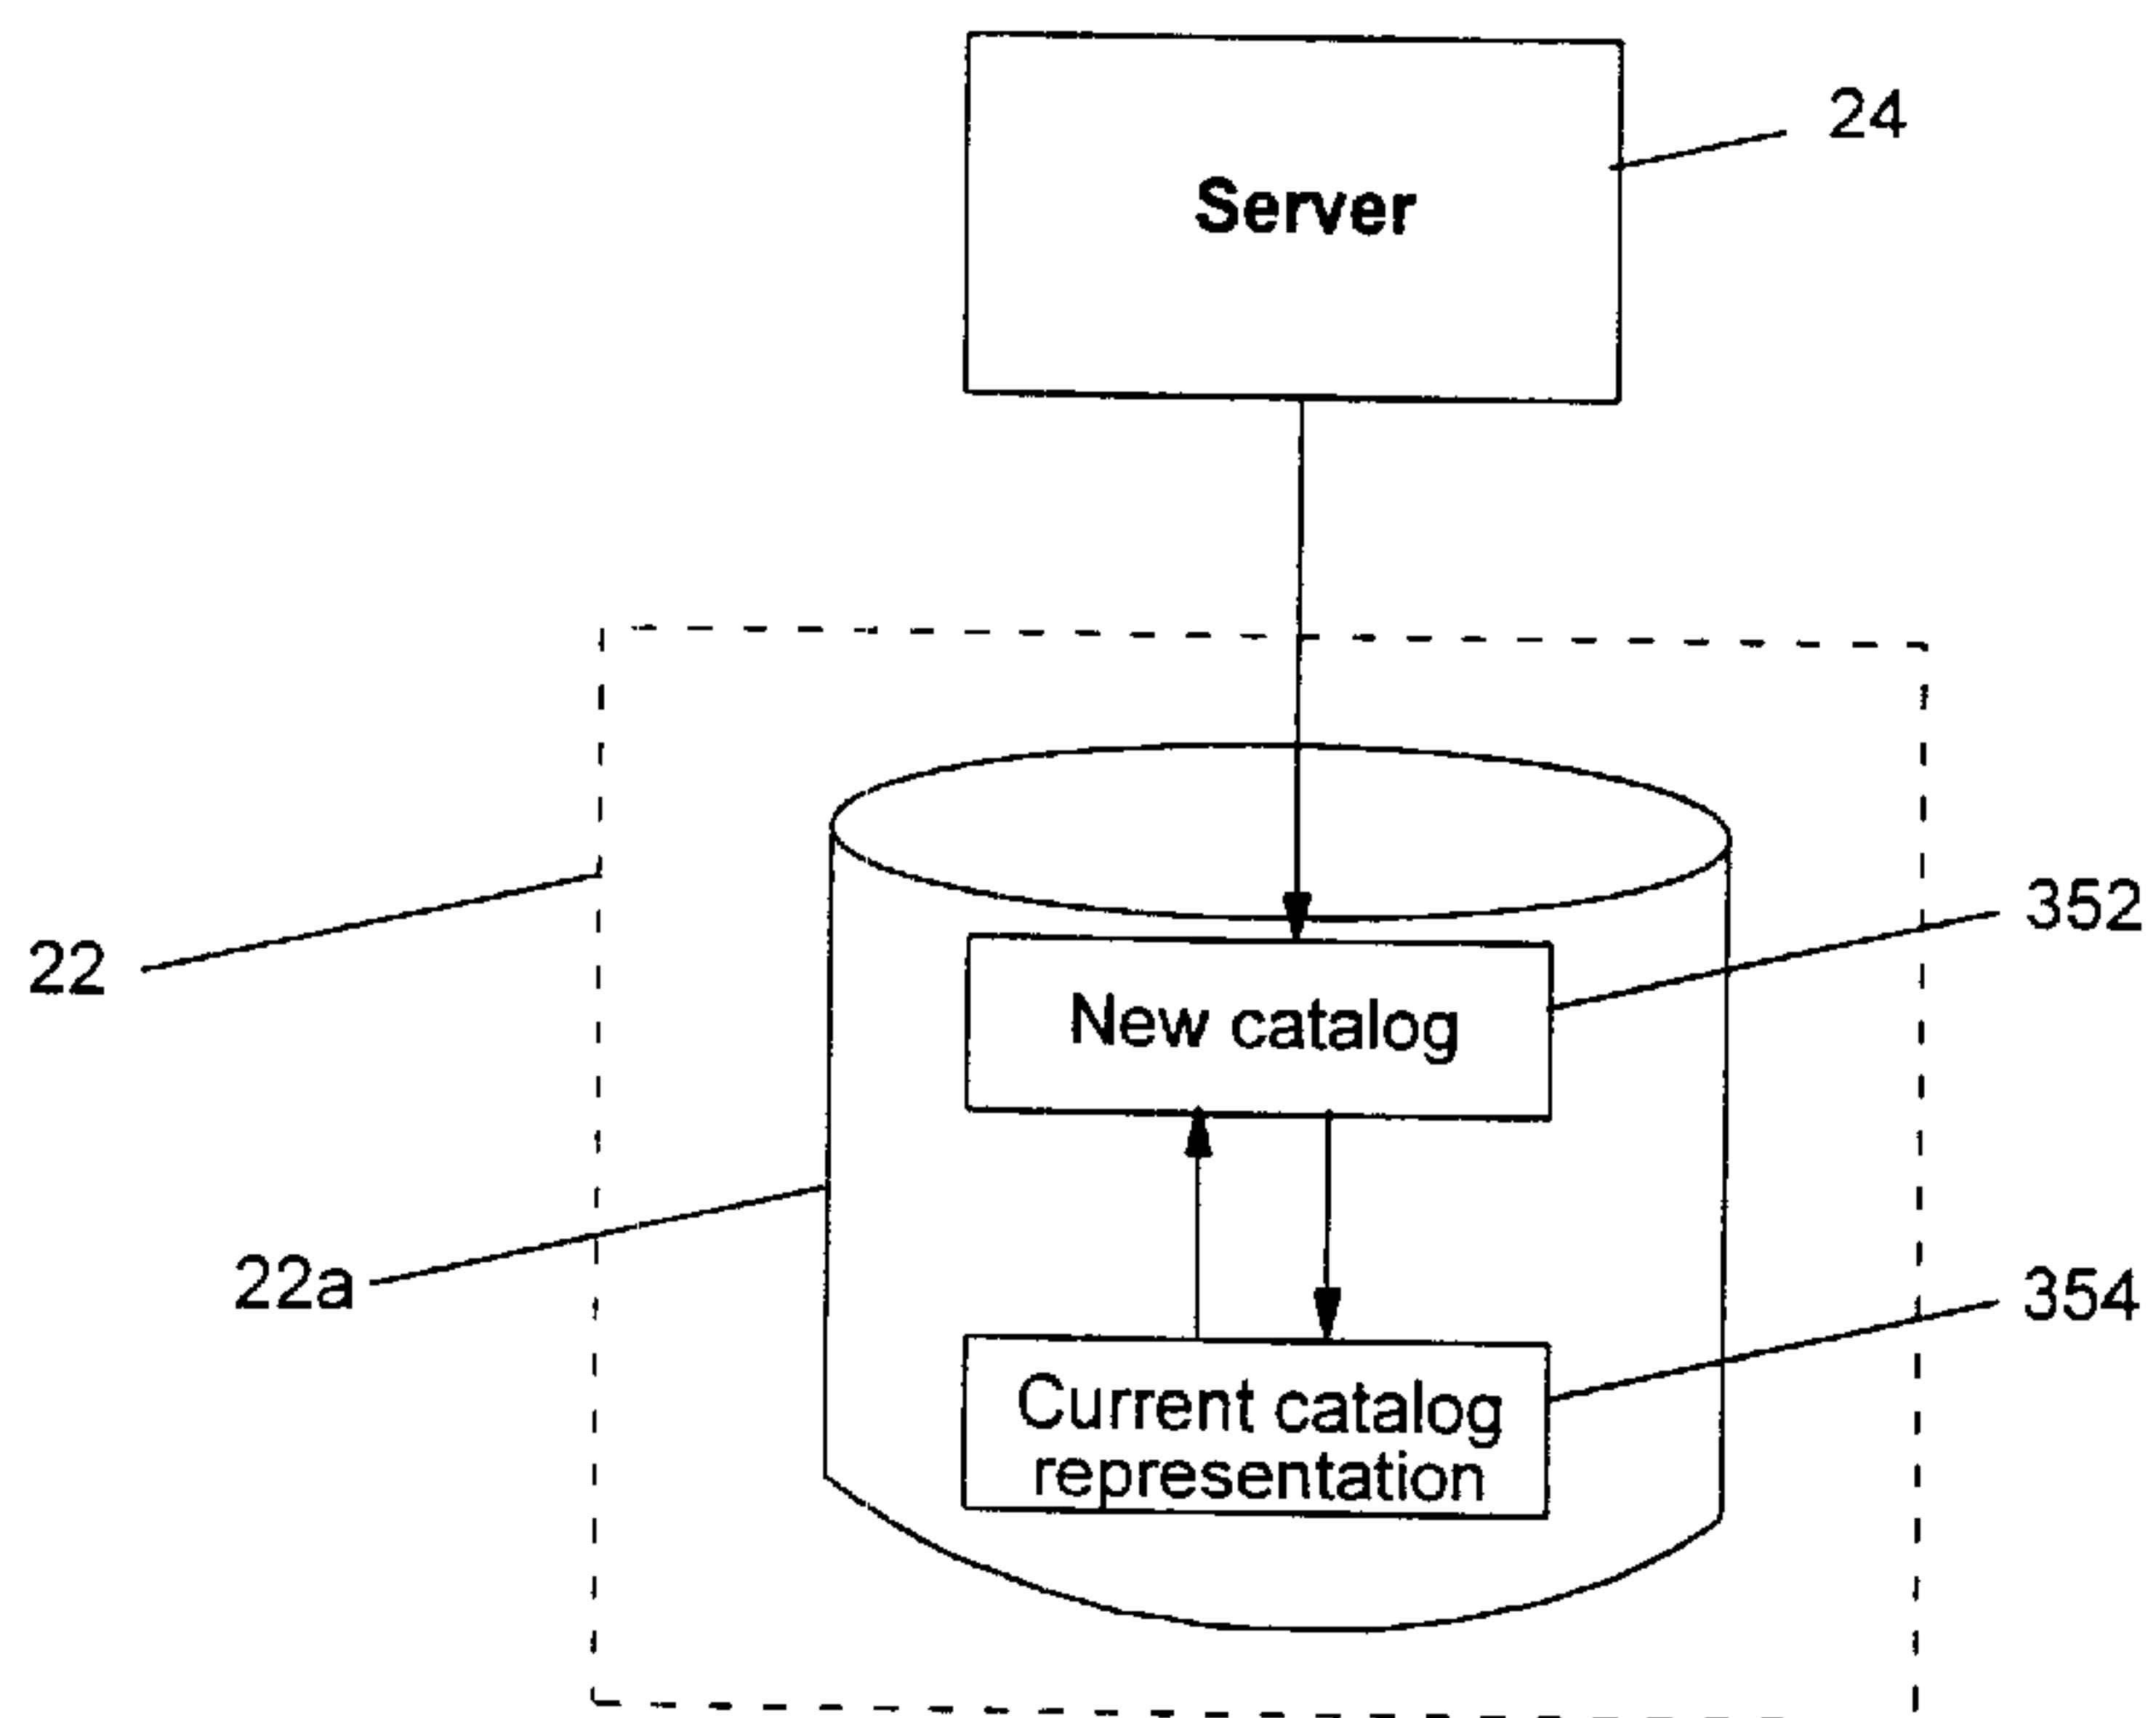 24
Server
352
22
New catalog
22a
354
Current catalog
representation